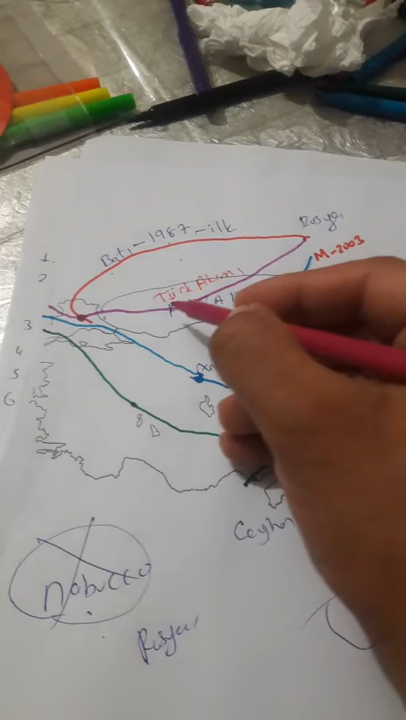 Batı - 1987 - ilk
Rusya
M-2003
1
2
Türk Akımı
3
4
5
6
Ceyhan
Nabucco
Rusya